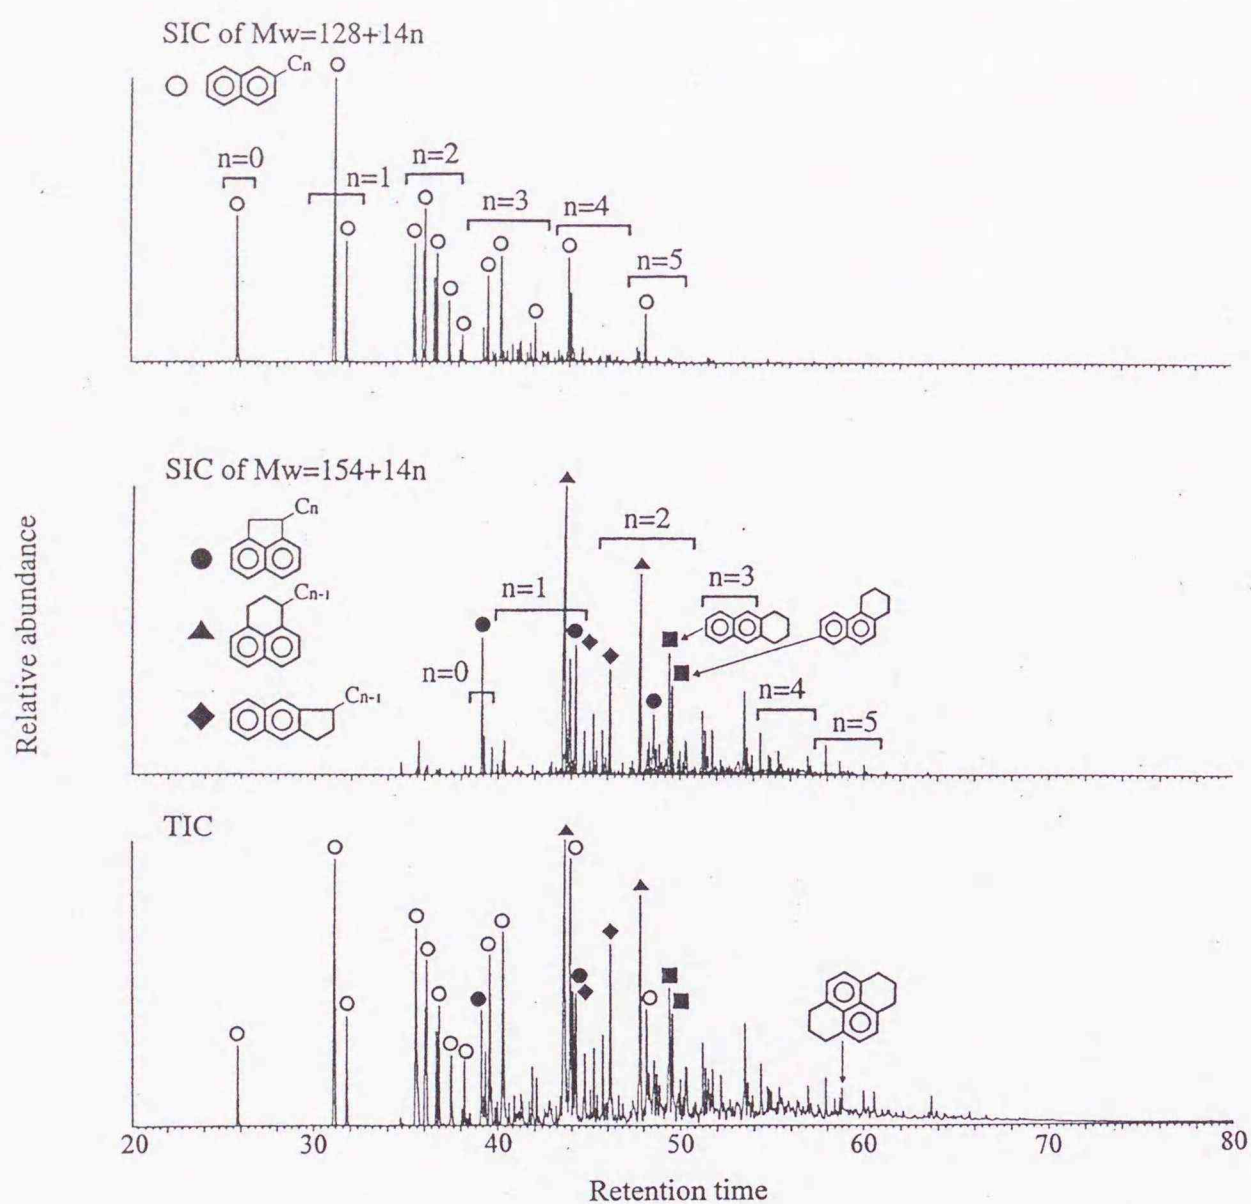 SIC of Mw=128+14n
Cn
n=0
n=1
n=2
n=3
n=4
n=5
SIC of Mw=154+14n
Cn
Cn-1
Cn-1
n=0
n=1
n=2
n=3
n=4
n=5
Relative abundance
TIC
20 30 40 50 60 70 80
Retention time